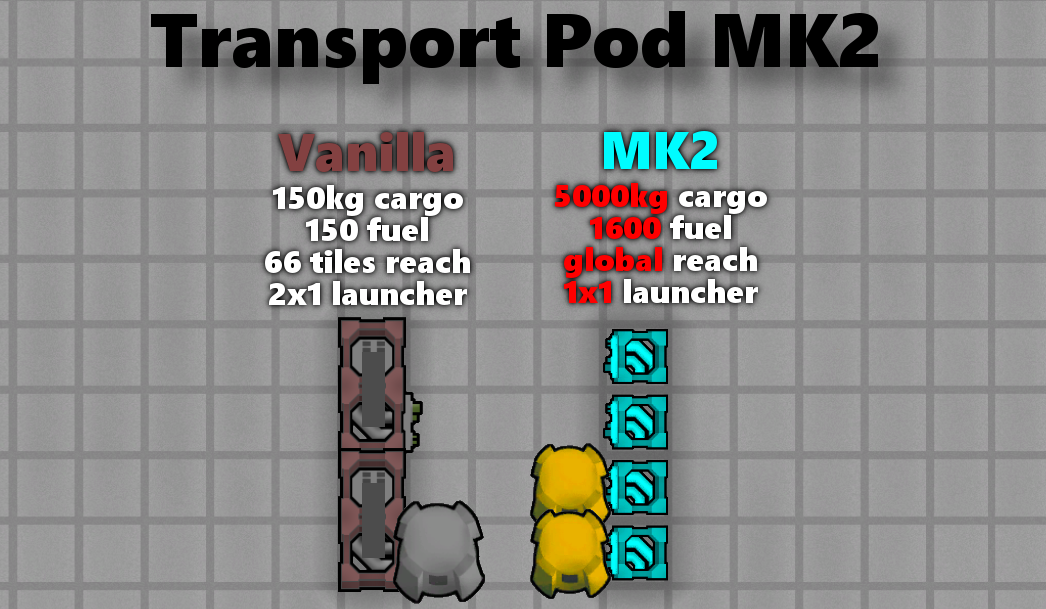 Transport Pod MK2
Vanilla
150kg cargo
150 fuel
66 tiles reach
2x1 launcher
MK2
5000kg cargo
1600 fuel
global reach
1x1 launcher